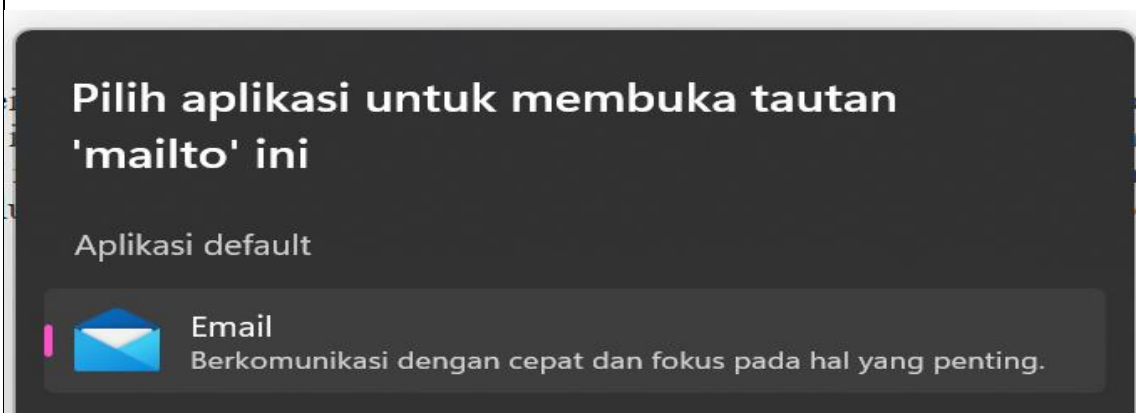 Pilih aplikasi untuk membuka tautan
'mailto' ini
Aplikasi default
Email
Berkomunikasi dengan cepat dan fokus pada hal yang penting.